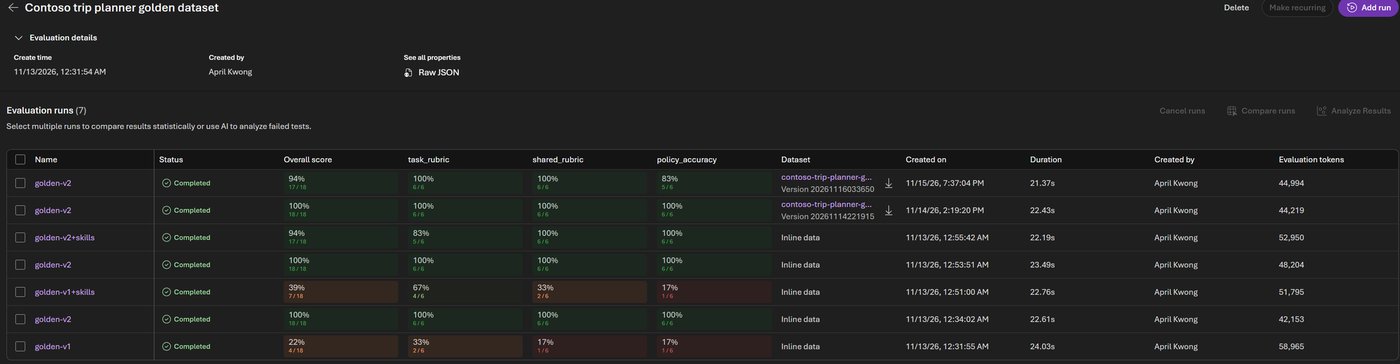 Contoso trip planner golden dataset
Delete Make recurring Add run
Evaluation details
Create time Created by See all properties
11/13/2026, 12:31:54 AM April Kwong Raw JSON
Evaluation runs (7)
Cancel runs Compare runs Analyze Results
Select multiple runs to compare results statistically or use AI to analyze failed tests.
Name Status Overall score task_rubric shared_rubric policy_accuracy Dataset Created on Duration Created by Evaluation tokens
golden-v2 Completed 94% 17/18 100% 6/6 100% 6/6 83% 5/6 contoso-trip-planner-g... Version 20261116033650 11/15/26, 7:37:04 PM 21.37s April Kwong 44,994
golden-v2 Completed 100% 18/18 100% 6/6 100% 6/6 100% 6/6 contoso-trip-planner-g... Version 20261114221915 11/14/26, 2:19:20 PM 22.43s April Kwong 44,219
golden-v2+skills Completed 94% 17/18 83% 5/6 100% 6/6 100% 6/6 Inline data 11/13/26, 12:55:42 AM 22.19s April Kwong 52,950
golden-v2 Completed 100% 18/18 100% 6/6 100% 6/6 100% 6/6 Inline data 11/13/26, 12:53:51 AM 23.49s April Kwong 48,204
golden-v1+skills Completed 39% 7/18 67% 4/6 33% 2/6 17% 1/6 Inline data 11/13/26, 12:51:00 AM 22.76s April Kwong 51,795
golden-v2 Completed 100% 18/18 100% 6/6 100% 6/6 100% 6/6 Inline data 11/13/26, 12:34:02 AM 22.61s April Kwong 42,153
golden-v1 Completed 22% 4/18 33% 2/6 17% 1/6 17% 1/6 Inline data 11/13/26, 12:31:55 AM 24.03s April Kwong 58,965